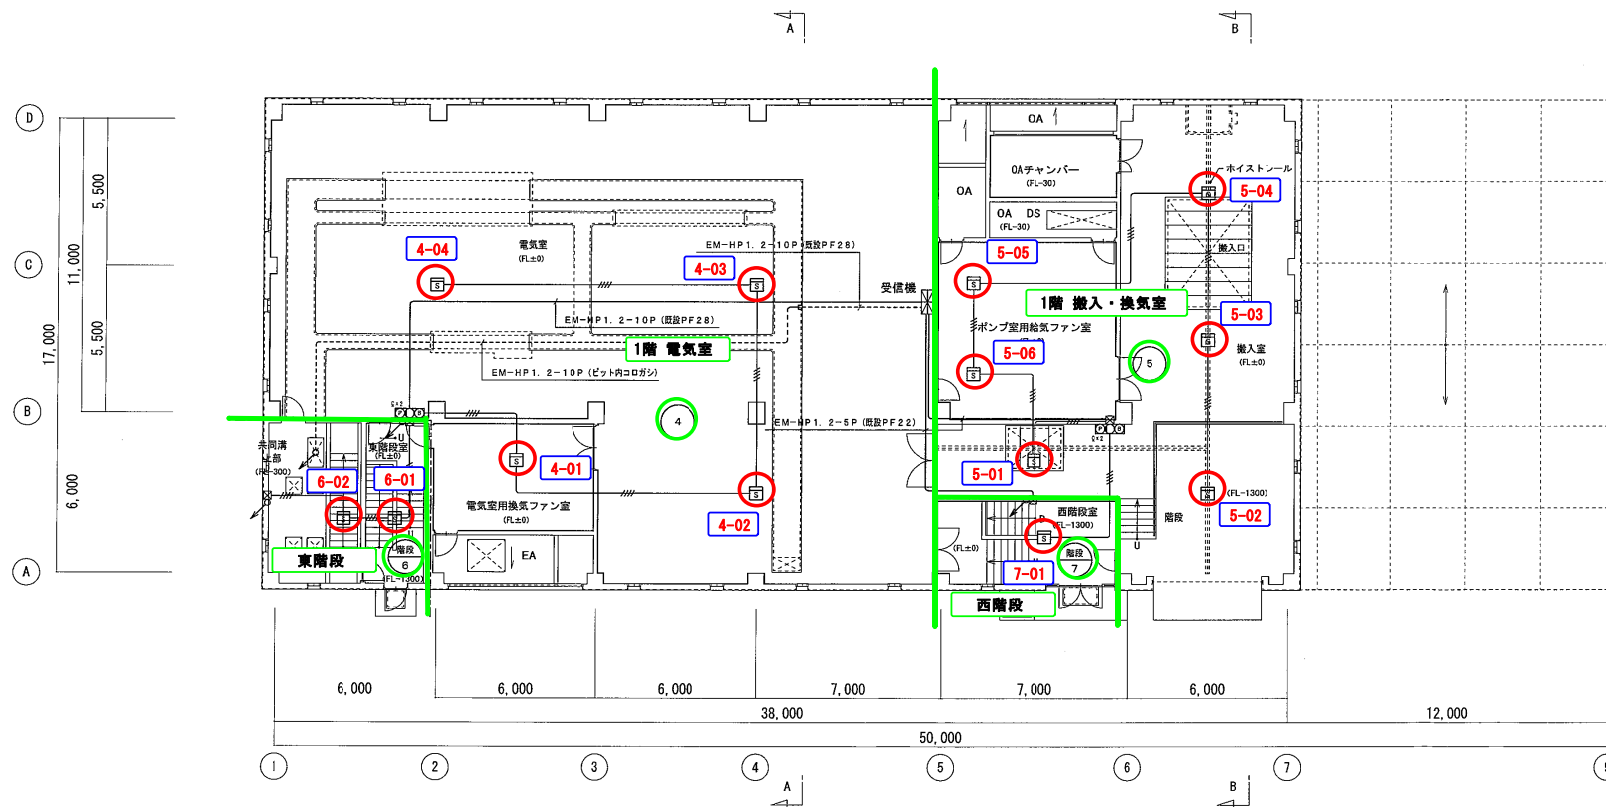 A
B
D
OA
OAチャンバー
(FL-30)
ホイストレール
5-04
OA
OA DS
(FL-30)
5,500
11,000
17,000
5,500
6,000
4-04
電気室
(FL±0)
EM-HP1.2-10P(既設PF28)
5-05
搬入口
C
4-03
受信機
1階 搬入・換気室
5-03
EM-HP1.2-10P(既設PF28)
ポンプ室用給気ファン室
1階 電気室
5-06
搬入室
(FL±0)
5
EM-HP1.2-10P(ピット内コロガシ)
B
4
EM-HP1.2-5P(既設PF22)
共同溝
上部
(FL-300)
U
東階段室
(FL±0)
6-02
6-01
4-01
5-01
(FL-1300)
5-02
電気室用換気ファン室
(FL±0)
4-02
西階段室
(FL-1300)
階段
U
東階段
階段
6
(FL-1300)
EA
(FL±0)
階段
7
7-01
A
西階段
6,000
6,000
6,000
7,000
7,000
6,000
38,000
12,000
50,000
1
2
3
4
5
6
7
A
B